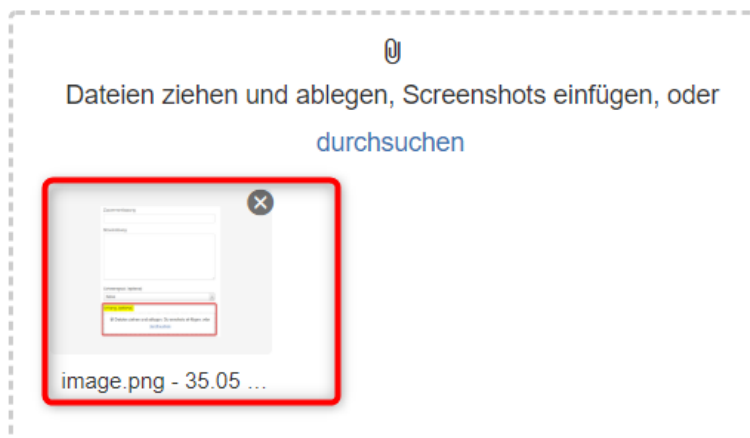 Dateien ziehen und ablegen, Screenshots einfügen, oder
durchsuchen
image.png - 35.05 ...